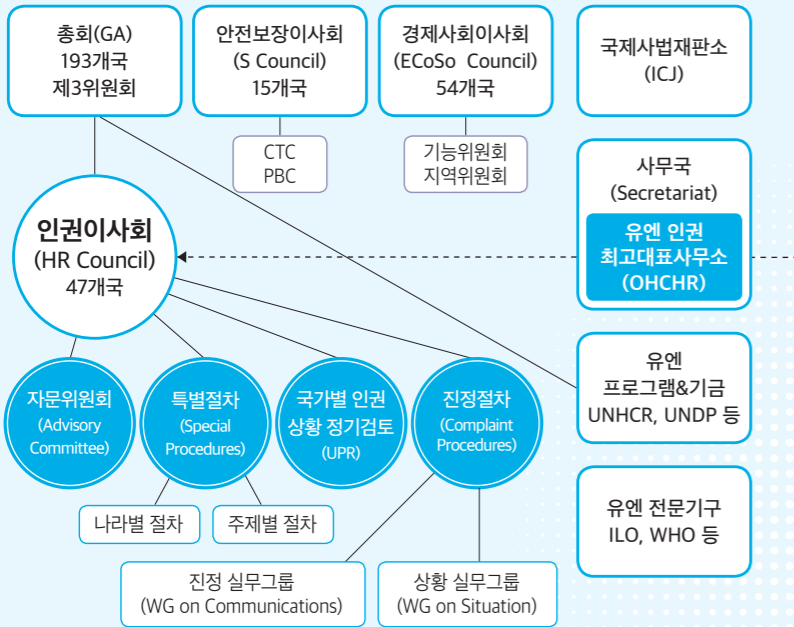 총회(GA)
193개국
제3위원회
안전보장이사회
(S Council)
15개국
경제사회이사회
(ECoSo Council)
54개국
국제사법재판소
(ICJ)
CTC
PBC
기능위원회
지역위원회
사무국
(Secretariat)
유엔 인권
최고대표사무소
(OHCHR)
인권이사회
(HR Council)
47개국
유엔
프로그램&기금
UNHCR, UNDP 등
자문위원회
(Advisory
Committee)
특별절차
(Special
Procedures)
국가별 인권
상황 정기검토
(UPR)
진정절차
(Complaint
Procedures)
유엔 전문기구
ILO, WHO 등
나라별 절차
주제별 절차
진정 실무그룹
(WG on Communications)
상황 실무그룹
(WG on Situation)